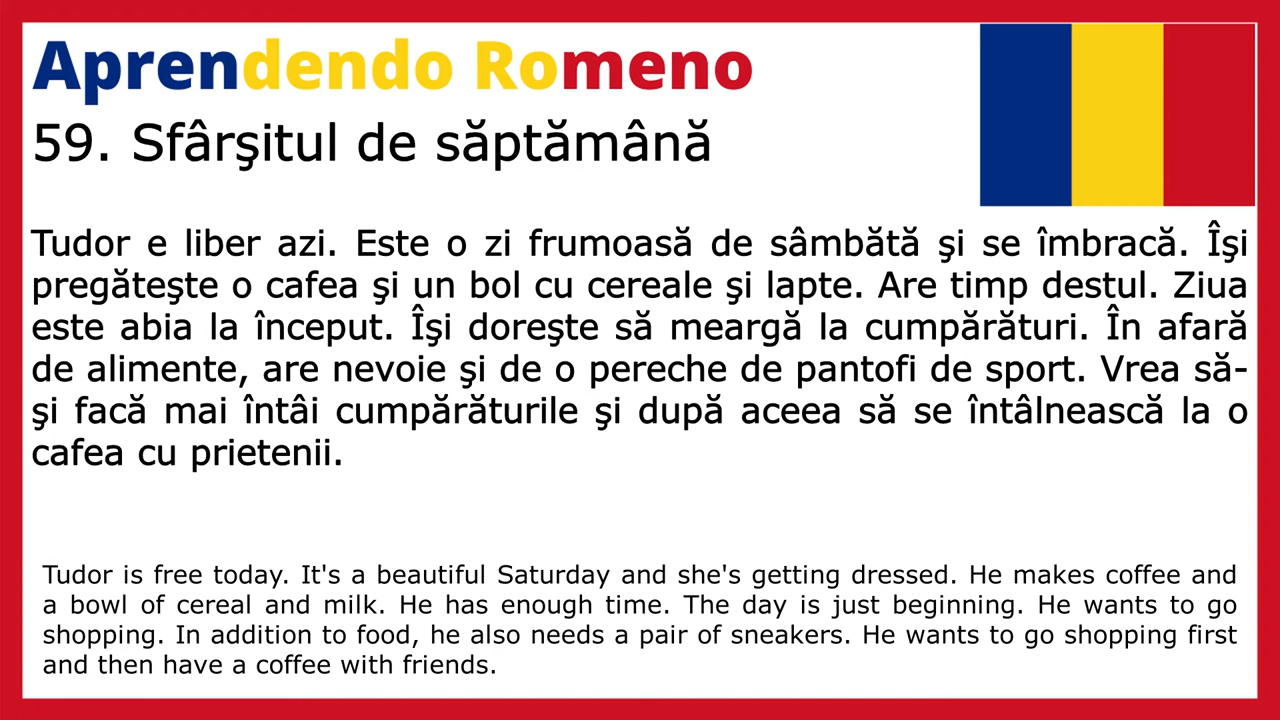 Aprendendo Romeno
59. Sfârşitul de săptămână
Tudor e liber azi. Este o zi frumoasă de sâmbătă şi se îmbracă. Îşi
pregăteşte o cafea şi un bol cu cereale şi lapte. Are timp destul. Ziua
este abia la început. Îşi doreşte să meargă la cumpărături. În afară
de alimente, are nevoie şi de o pereche de pantofi de sport. Vrea să-
şi facă mai întâi cumpărăturile şi după aceea să se întâlnească la o
cafea cu prietenii.
Tudor is free today. It's a beautiful Saturday and she's getting dressed. He makes coffee and
a bowl of cereal and milk. He has enough time. The day is just beginning. He wants to go
shopping. In addition to food, he also needs a pair of sneakers. He wants to go shopping first
and then have a coffee with friends.